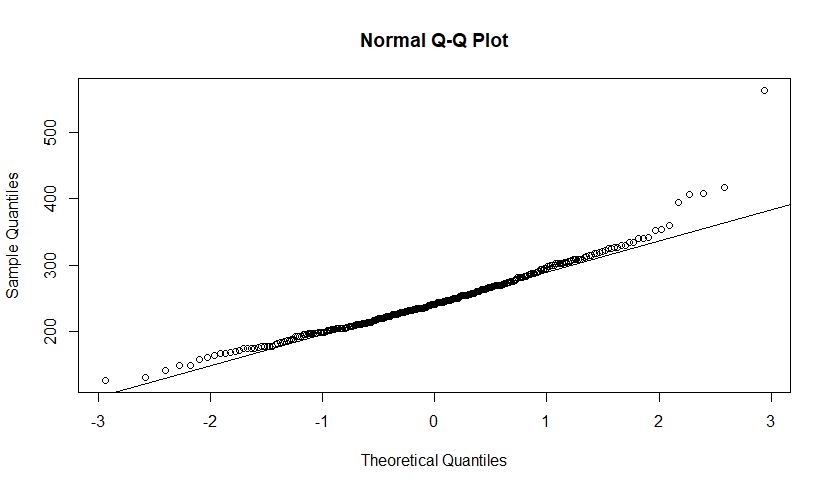 Normal Q-Q Plot
Sample Quantiles
500
400
300
200
-3 -2 -1 0 1 2 3
Theoretical Quantiles